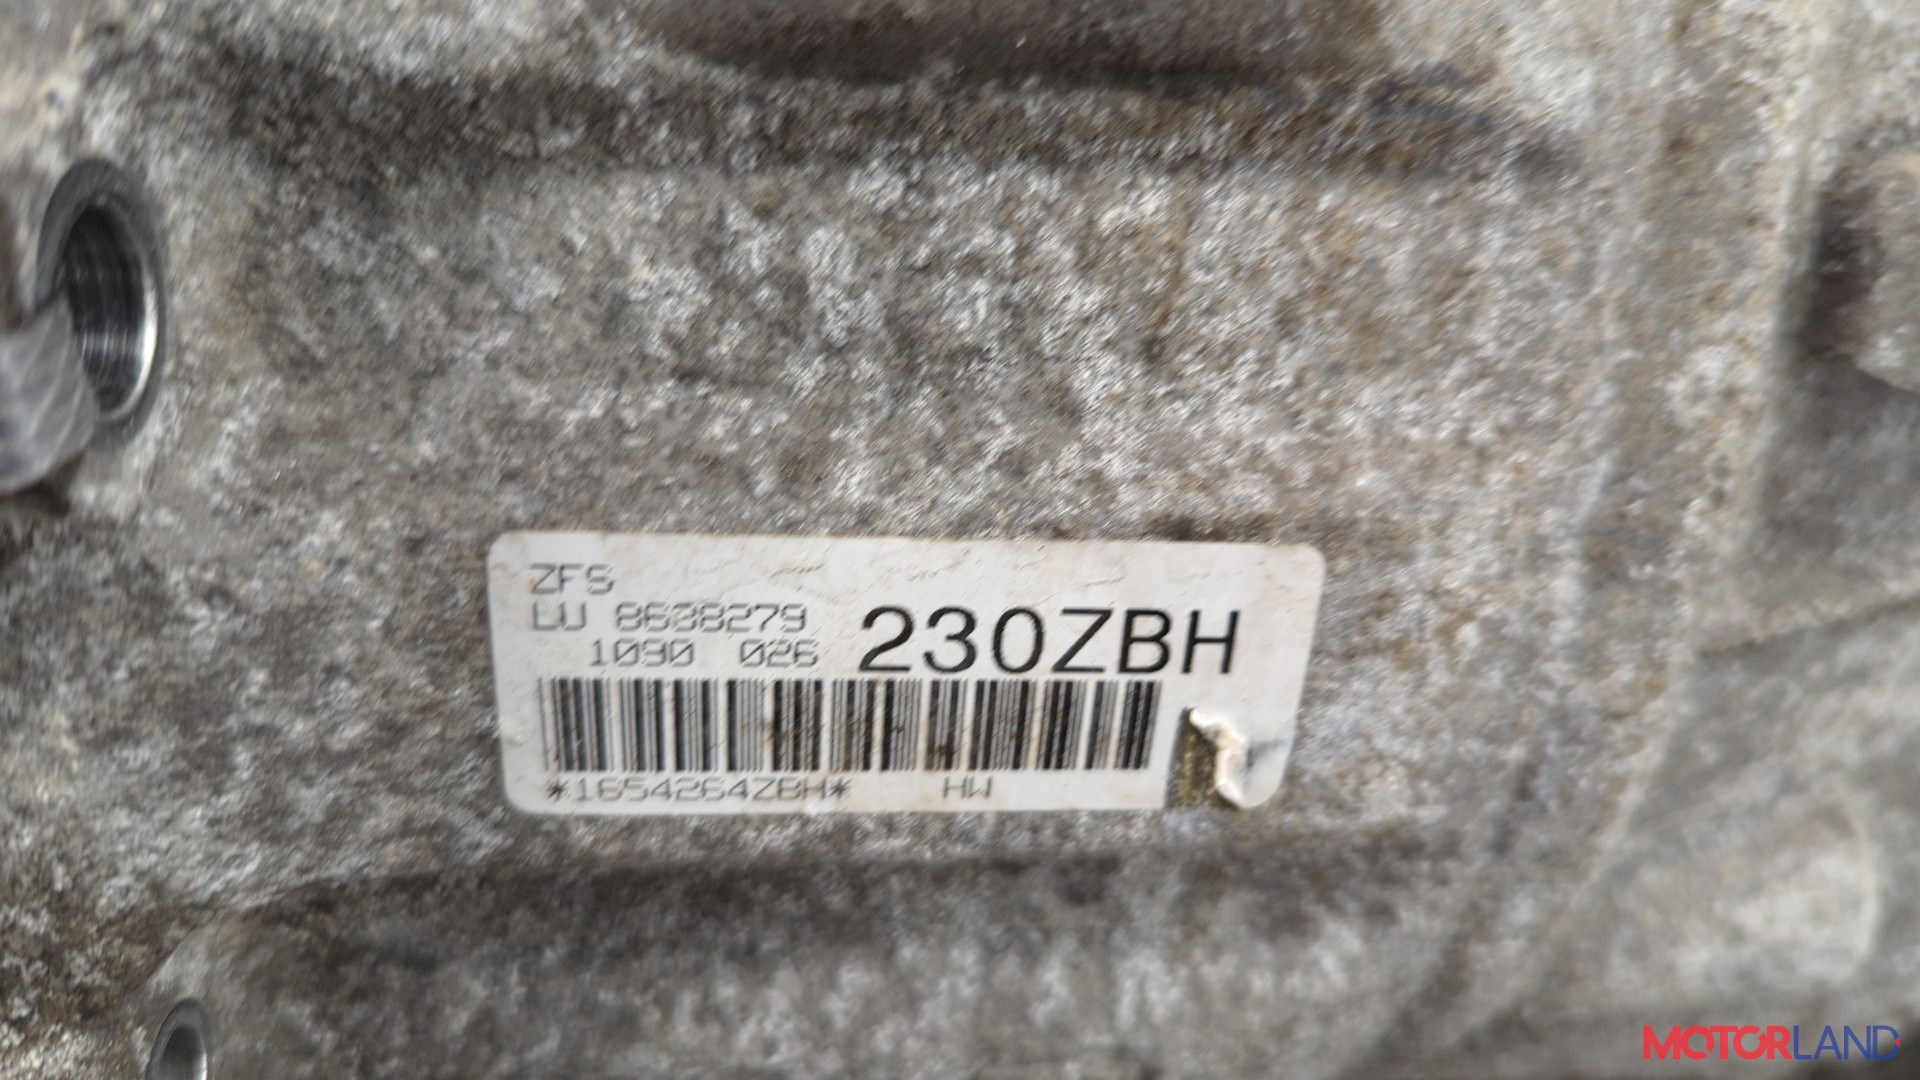 ZFS
LU 8638279
1090 026
230ZBH
*1654264ZBH* HW
MOTORLAND